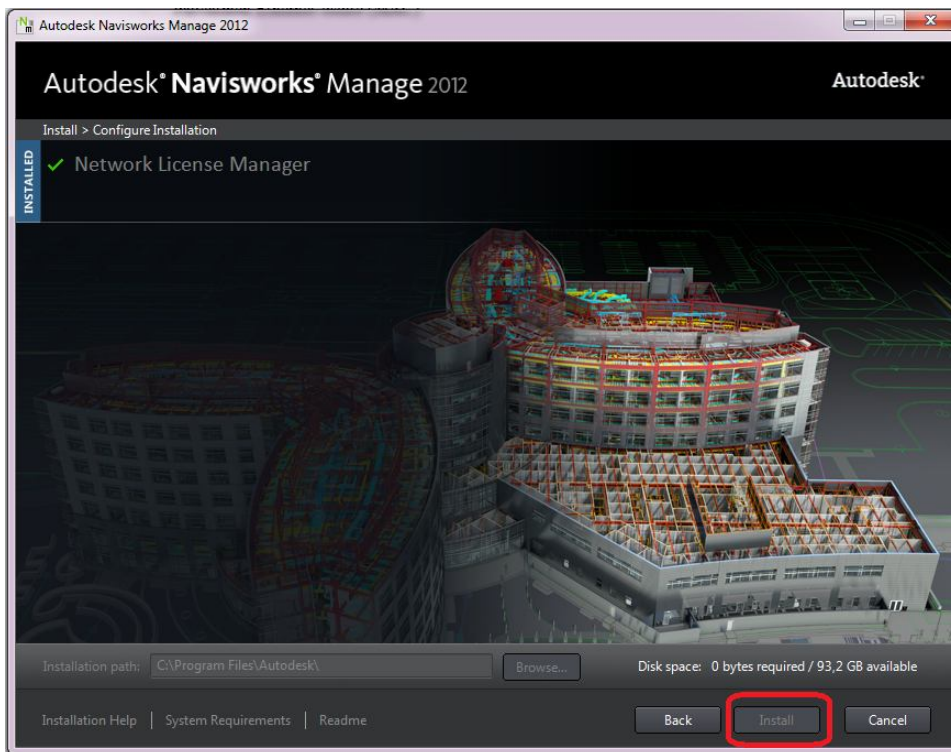 Autodesk Navisworks Manage 2012
Autodesk® Navisworks® Manage 2012
Autodesk®
Install > Configure Installation
INSTALLED
✓ Network License Manager
Installation path: C:\Program Files\Autodesk\ Browse... Disk space: 0 bytes required / 93,2 GB available
Installation Help | System Requirements | Readme Back Install Cancel